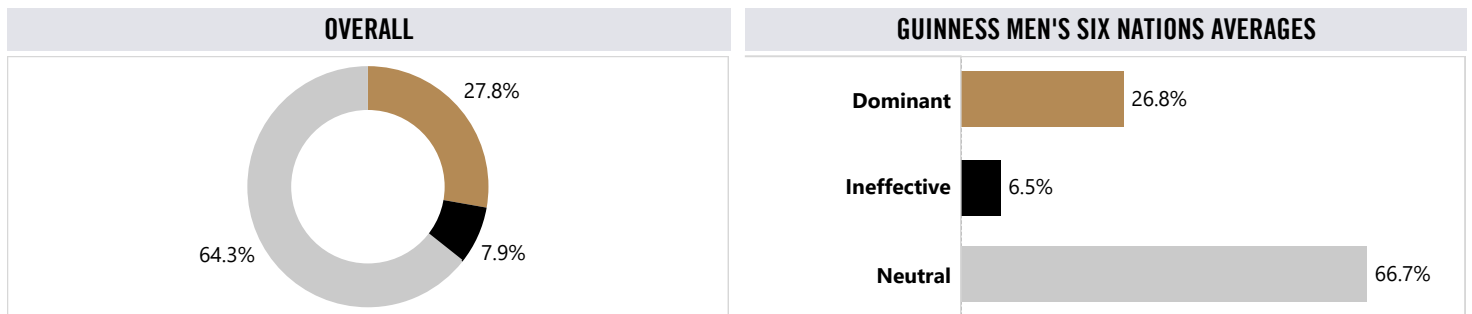 OVERALL
27.8%
7.9%
64.3%
GUINNESS MEN'S SIX NATIONS AVERAGES
Dominant 26.8%
Ineffective 6.5%
Neutral 66.7%